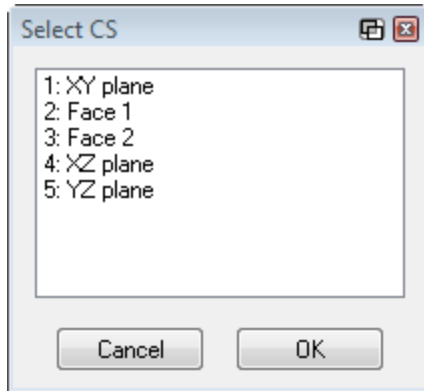 Select CS
1: XY plane
2: Face 1
3: Face 2
4: XZ plane
5: YZ plane
Cancel
OK